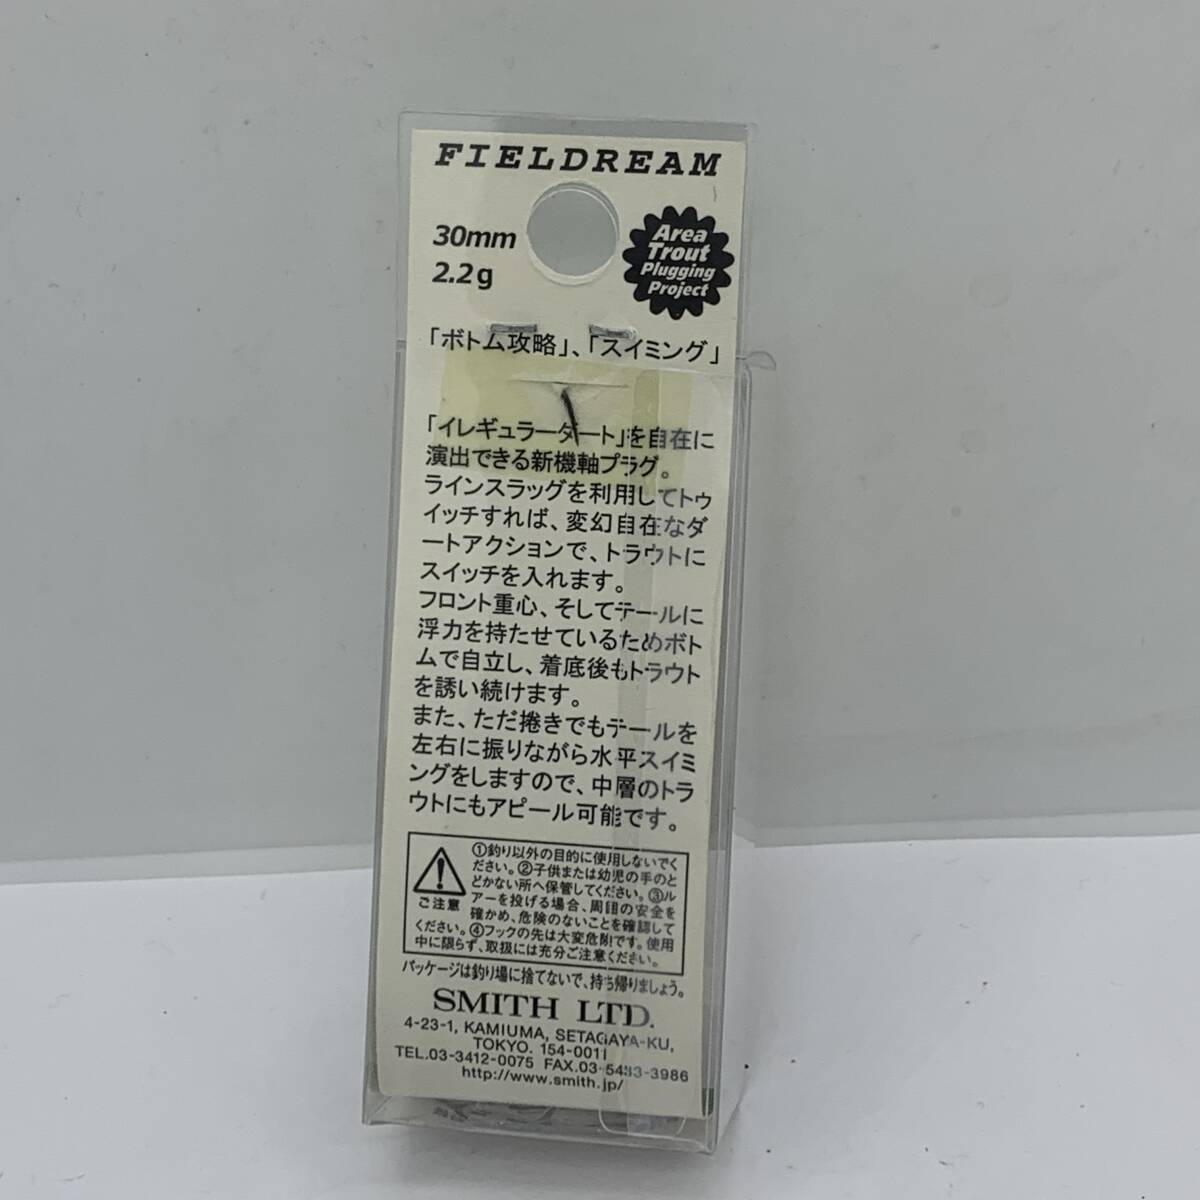 FIELDREAM
30mm
2.2g
Area
Trout
Plugging
Project
「ボトム攻略」、「スイミング」
「イレギュラーダート」を自在に
演出できる新機軸プラグ。
ラインスラッグを利用してトゥ
イッチすれば、変幻自在なダ
ートアクションで、トラウトに
スイッチを入れます。
フロント重心、そしてテールに
浮力を持たせているためボト
ムで自立し、着底後もトラウト
を誘い続けます。
また、ただ捲きでもテールを
左右に振りながら水平スイミ
ングをしますので、中層のトラ
ウトにもアピール可能です。
ご注意
①釣り以外の目的に使用しないでく
ださい。②子供または幼児の手のと
どかない所へ保管してください。③ル
アーを投げる場合、周囲の安全を
確かめ、危険のないことを確認して
ください。④フックの先は大変危険です。使用
中に限らず、取扱には充分ご注意ください。
パッケージは釣り場に捨てないで、持ち帰りましょう。
SMITH LTD.
4-23-1, KAMIUMA, SETAGAYA-KU,
TOKYO. 154-0011
TEL.03-3412-0075 FAX.03-5433-3986
http://www.smith.jp/